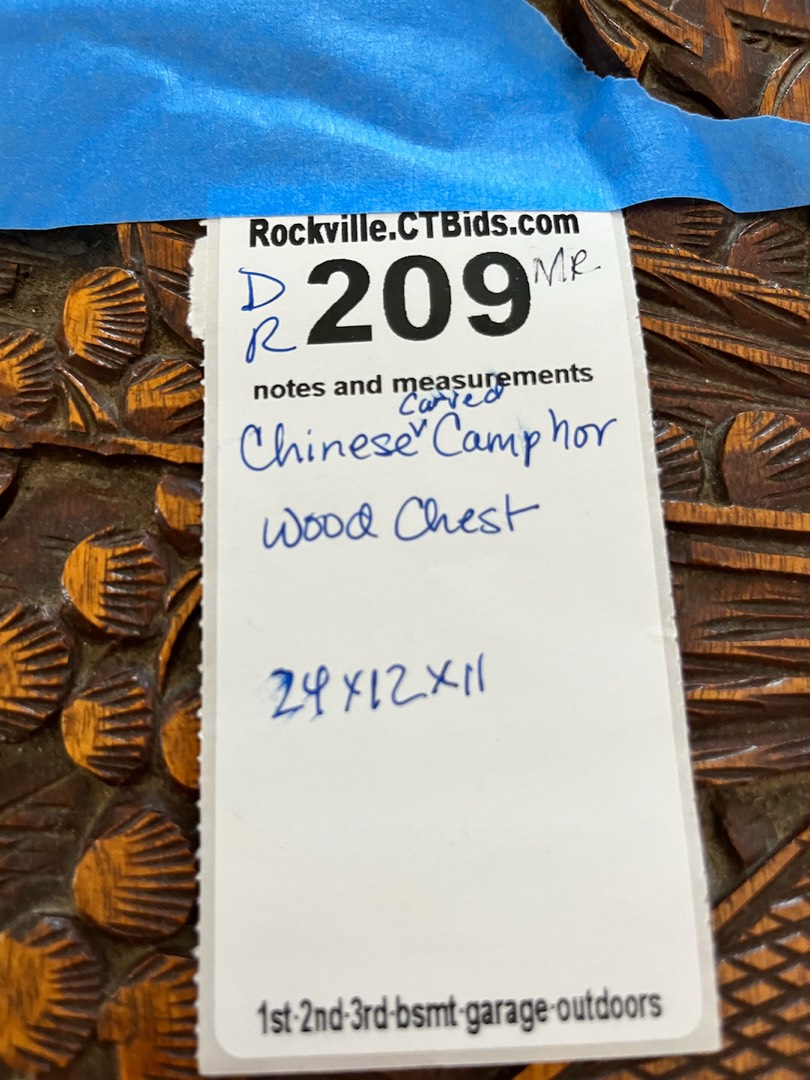 Rockville.CTBids.com
D R 209 MR
notes and measurements
Chinese carved Camphor
Wood Chest
24x12x11
1st-2nd-3rd-bsmt-garage-outdoors